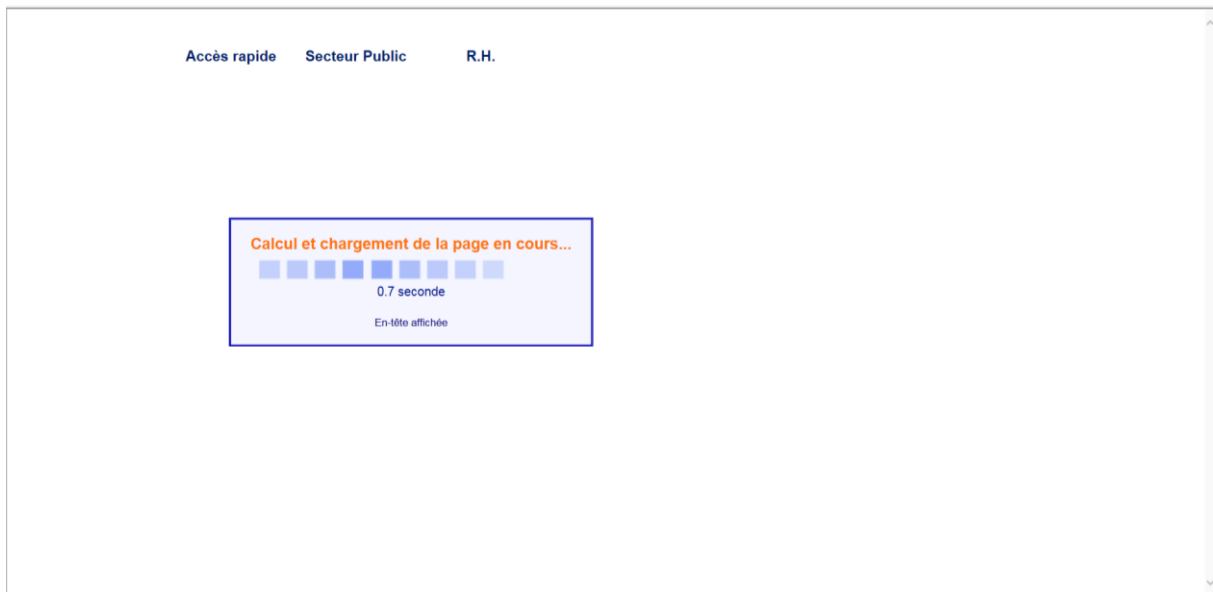 Accès rapide Secteur Public R.H.
Calcul et chargement de la page en cours...
0.7 seconde
En-tête affichée